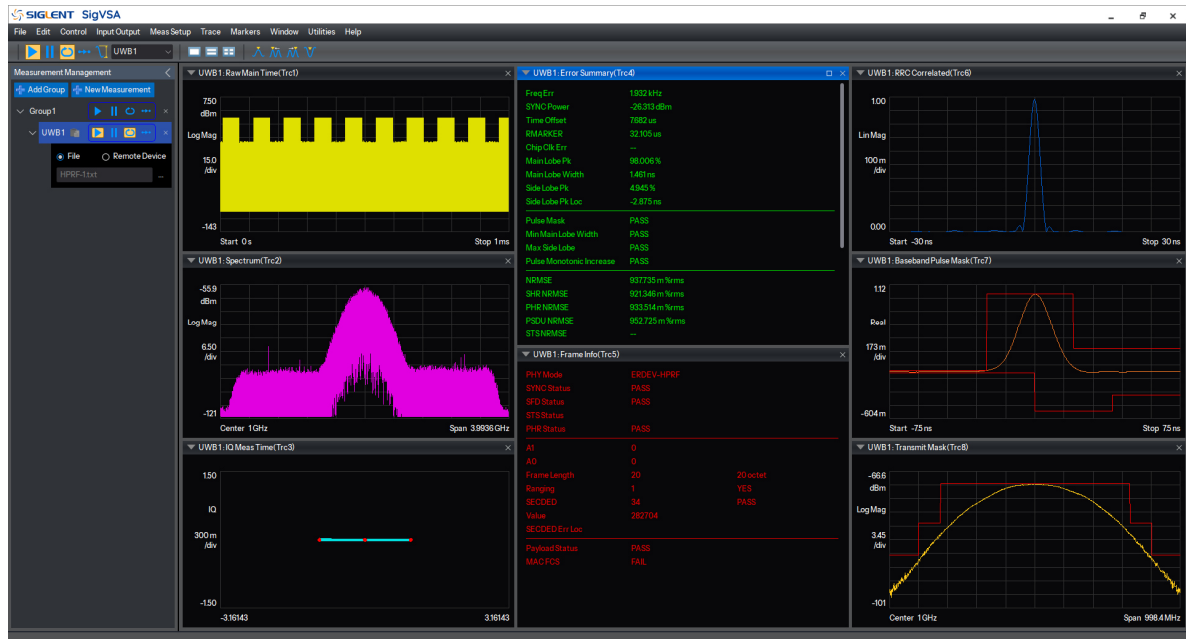 SIGLENT SigVSA
File Edit Control Input Output Meas Setup Trace Markers Window Utilities Help
UWB1
Measurement Management
Add Group New Measurement
Group1
UWB1
File Remote Device
HPRF-1.txt ...
UWB1: Raw Main Time(Trc1)
750
dBm
Log Mag
15.0
/div
-143
Start 0 s Stop 1 ms
UWB1: Spectrum(Trc2)
-55.9
dBm
Log Mag
6.50
/div
-121
Center 1 GHz Span 3.9936 GHz
UWB1: IQ Meas Time(Trc3)
1.50
IQ
300 m
/div
-1.50
-3.16143 3.16143
UWB1: Error Summary(Trc4)
Freq Err 1.932 kHz
SYNC Power -26.313 dBm
Time Offset 7.682 us
RMARKER 32.105 us
Chip Clk Err --
Main Lobe Pk 98.006 %
Main Lobe Width 1.461 ns
Side Lobe Pk 4.945 %
Side Lobe Pk Loc -2.875 ns
Pulse Mask PASS
Min Main Lobe Width PASS
Max Side Lobe PASS
Pulse Monotonic Increase PASS
NRMSE 937.735 m %rms
SHR NRMSE 921.346 m %rms
PHR NRMSE 933.514 m %rms
PSDU NRMSE 952.725 m %rms
STS NRMSE --
UWB1: Frame Info(Trc5)
PHY Mode ERDEV-HPRF
SYNC Status PASS
SFD Status PASS
STS Status
PHR Status PASS
A1 0
A0 0
Frame Length 20 20 octet
Ranging 1 YES
SECDED 34 PASS
Value 262704
SECDED Err Loc
Payload Status PASS
MAC FCS FAIL
UWB1: RRC Correlated(Trc6)
1.00
Lin Mag
100 m
/div
0.00
Start -30 ns Stop 30 ns
UWB1: Baseband Pulse Mask(Trc7)
1.12
Real
173 m
/div
-604 m
Start -75 ns Stop 75 ns
UWB1: Transmit Mask(Trc8)
-66.6
dBm
Log Mag
3.45
/div
-101
Center 1 GHz Span 998.4 MHz